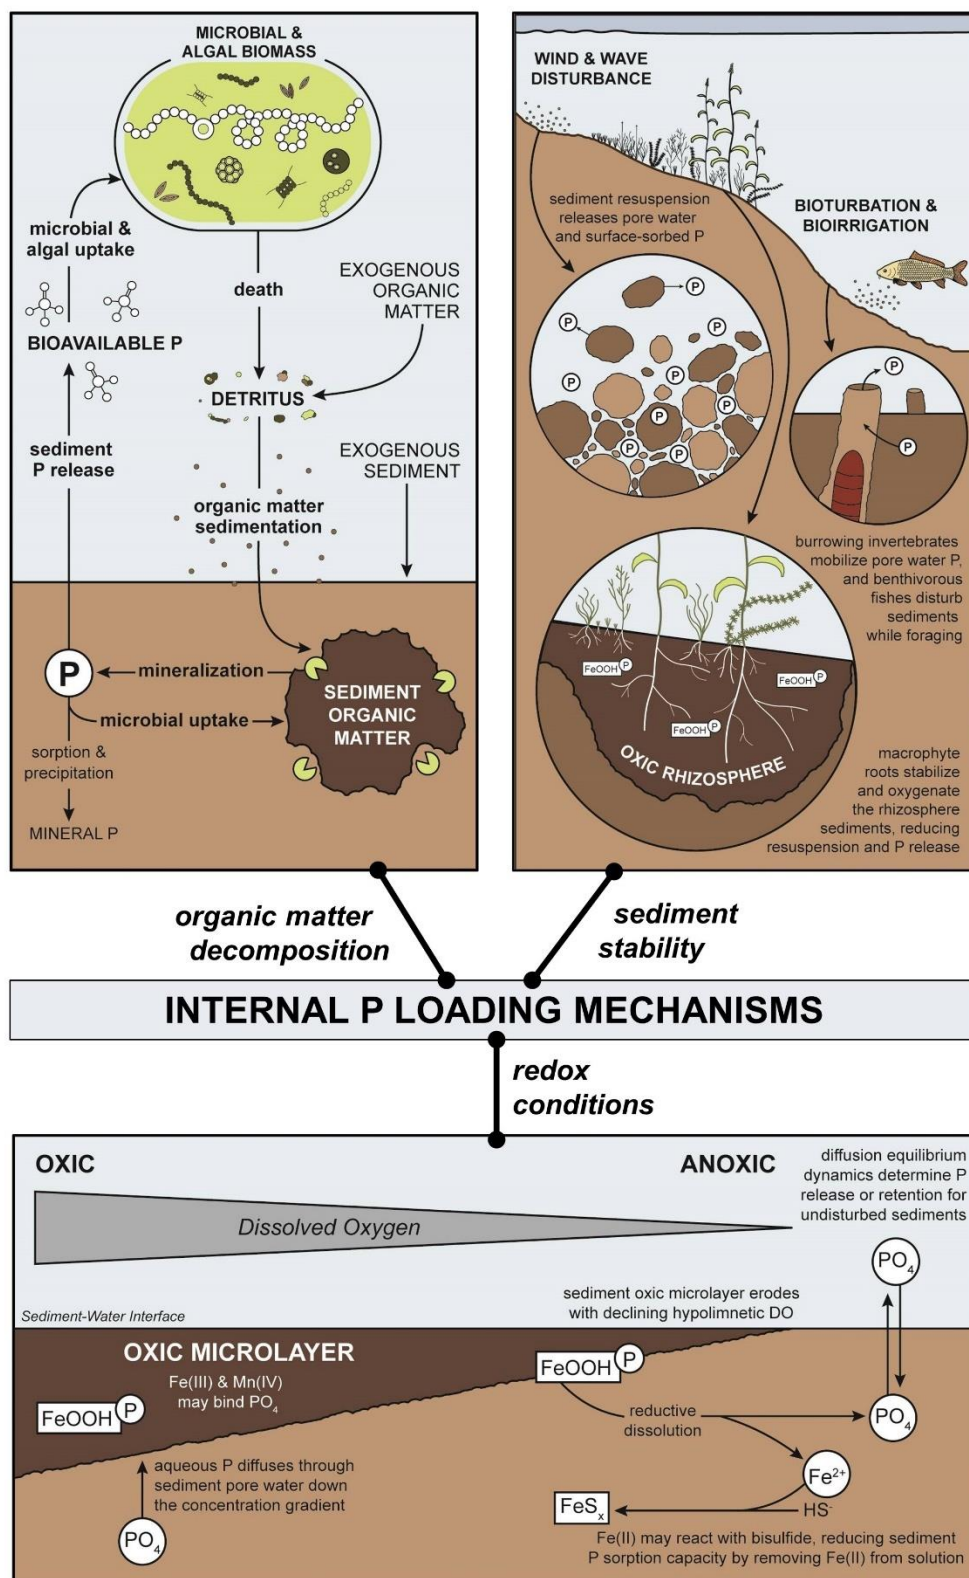 MICROBIAL &
ALGAL BIOMASS
microbial &
algal uptake
death
EXOGENOUS
ORGANIC
MATTER
BIOAVAILABLE P
DETRITUS
sediment
P release
EXOGENOUS
SEDIMENT
organic matter
sedimentation
P
mineralization
microbial uptake
SEDIMENT
ORGANIC
MATTER
sorption &
precipitation
MINERAL P
WIND & WAVE
DISTURBANCE
sediment resuspension
releases pore water
and surface-sorbed P
BIOTURBATION &
BIOIRRIGATION
P
P
P
P
P
P
P
P
P
P
P
P
P
burrowing invertebrates
mobilize pore water P,
and benthivorous
fishes disturb
sediments
while foraging
FeOOH P
FeOOH P
FeOOH P
OXIC RHIZOSPHERE
macrophyte
roots stabilize
and oxygenate
the rhizosphere
sediments, reducing
resuspension and P release
organic matter
decomposition
sediment
stability
INTERNAL P LOADING MECHANISMS
redox
conditions
OXIC
ANOXIC
diffusion equilibrium
dynamics determine P
release or retention for
undisturbed sediments
Dissolved Oxygen
PO₄
sediment oxic microlayer erodes
with declining hypolimnetic DO
Sediment-Water Interface
OXIC MICROLAYER
Fe(III) & Mn(IV)
may bind PO₄
FeOOH P
FeOOH P
reductive
dissolution
PO₄
aqueous P diffuses through
sediment pore water down
the concentration gradient
PO₄
Fe²⁺
FeSₓ
HS⁻
Fe(II) may react with bisulfide, reducing sediment
P sorption capacity by removing Fe(II) from solution